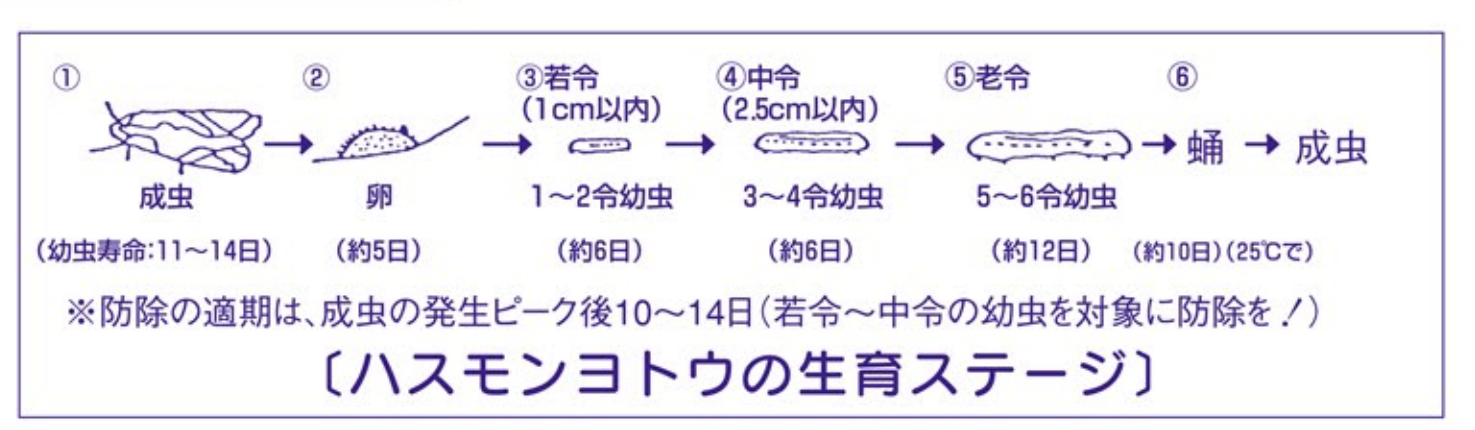 ① ② ③若令 ④中令 ⑤老令 ⑥
(1cm以内) (2.5cm以内)
→ → → → → 蛹 → 成虫
成虫 卵 1〜2令幼虫 3〜4令幼虫 5〜6令幼虫
(幼虫寿命:11〜14日) (約5日) (約6日) (約6日) (約12日) (約10日)(25℃で)
※防除の適期は、成虫の発生ピーク後10〜14日(若令〜中令の幼虫を対象に防除を!)
〔ハスモンヨトウの生育ステージ〕